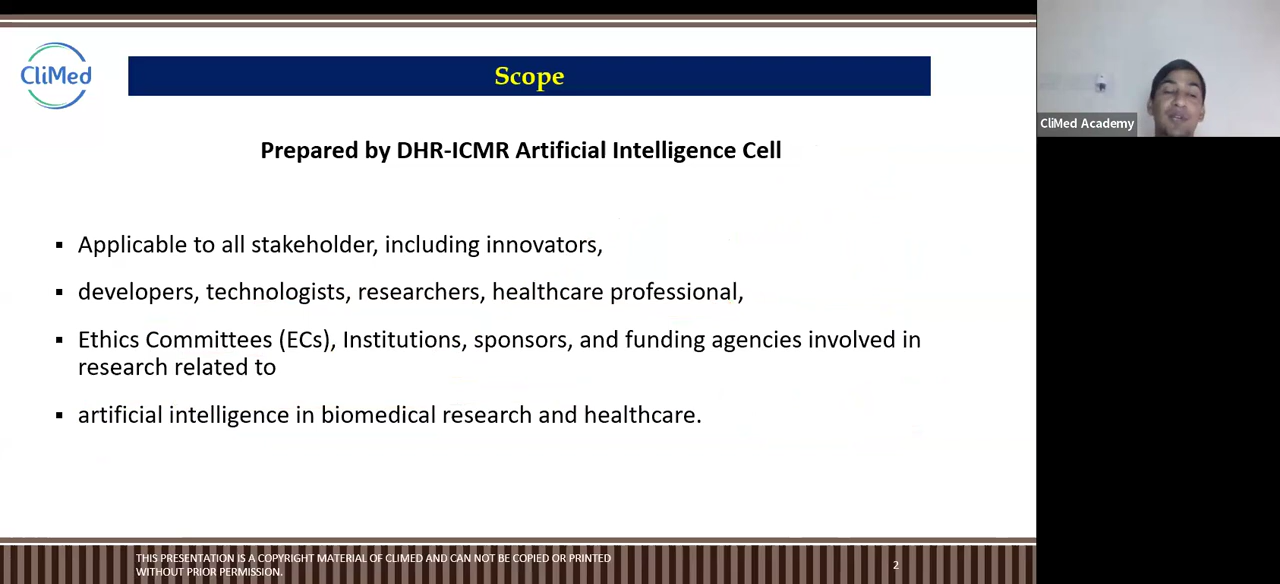 CliMed
Scope
CliMed Academy
Prepared by DHR-ICMR Artificial Intelligence Cell
▪ Applicable to all stakeholder, including innovators,
▪ developers, technologists, researchers, healthcare professional,
▪ Ethics Committees (ECs), Institutions, sponsors, and funding agencies involved in
research related to
▪ artificial intelligence in biomedical research and healthcare.
THIS PRESENTATION IS A COPYRIGHT MATERIAL OF CLIMED AND CAN NOT BE COPIED OR PRINTED
WITHOUT PRIOR PERMISSION.
2